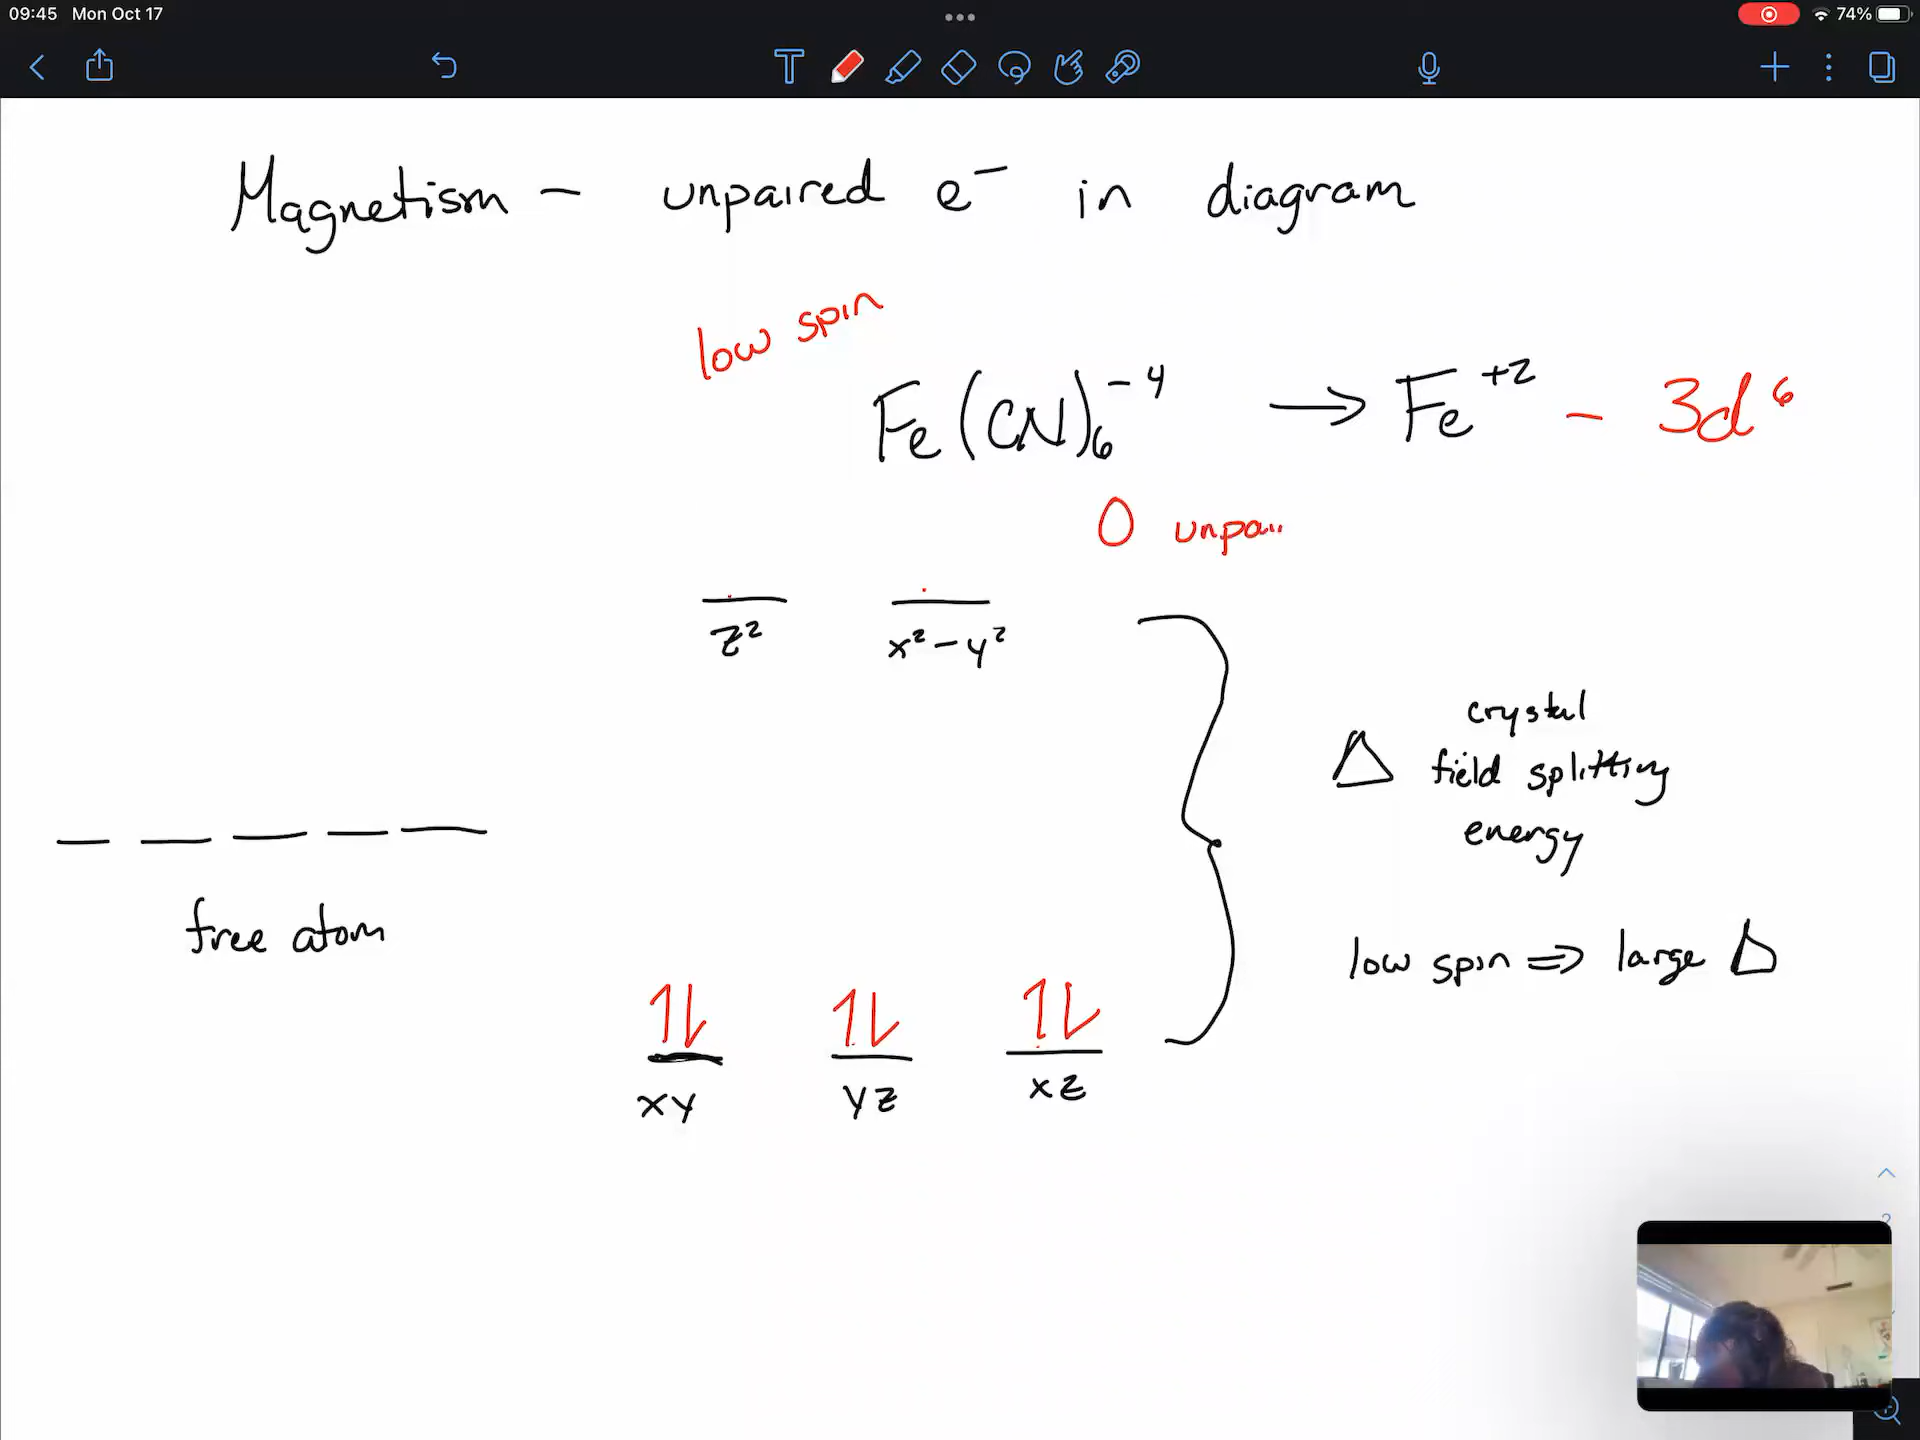 09:45 Mon Oct 17
74%
T
Magnetism – unpaired e⁻ in diagram
low spin
Fe(CN)₆⁻⁴ → Fe⁺² – 3d⁶
0 unpai
z² x²–y²
crystal
Δ field splitting
energy
free atom
low spin ⇒ large Δ
↿⇂ ↿⇂ ↿⇂
xy yz xz
2